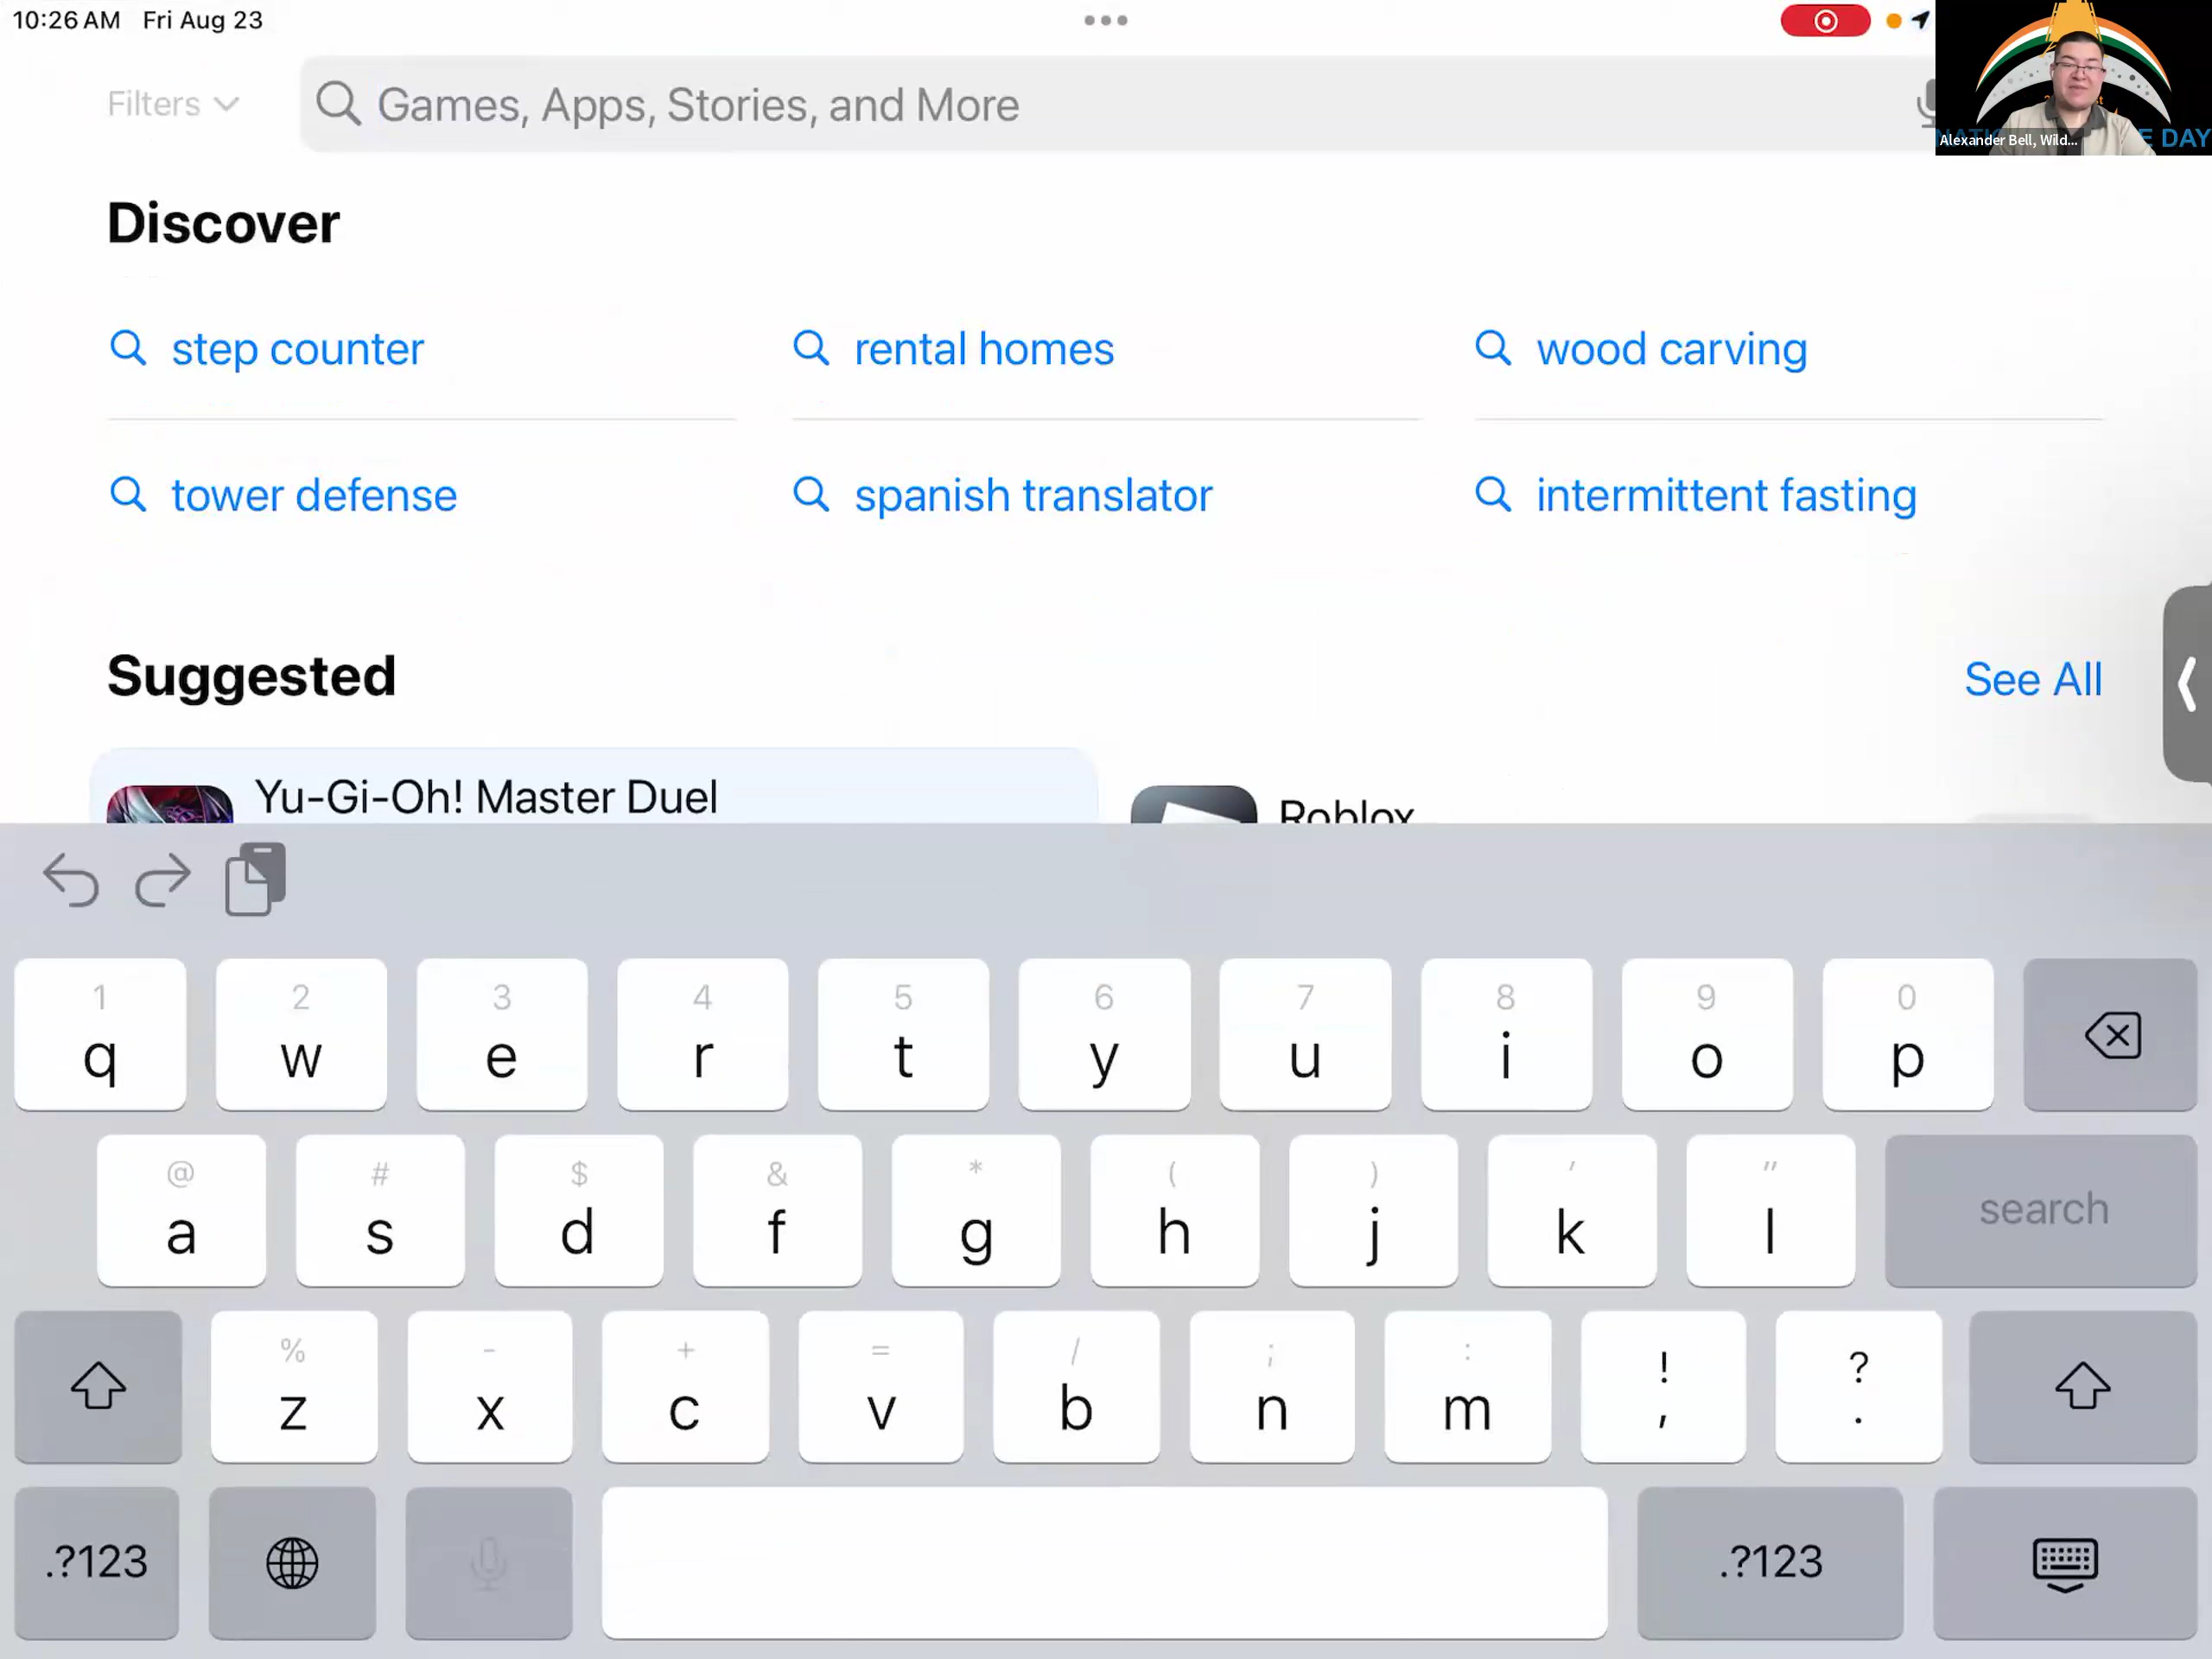 10:26 AM Fri Aug 23
Filters
Games, Apps, Stories, and More
Alexander Bell, Wild...
E DAY
Discover
step counter
rental homes
wood carving
tower defense
spanish translator
intermittent fasting
Suggested
See All
Yu-Gi-Oh! Master Duel
Roblox
1 2 3 4 5 6 7 8 9 0
q w e r t y u i o p
@ # $ & * ( ) ' "
a s d f g h j k l search
% - + = / ; : ! ?
z x c v b n m , .
.?123 .?123